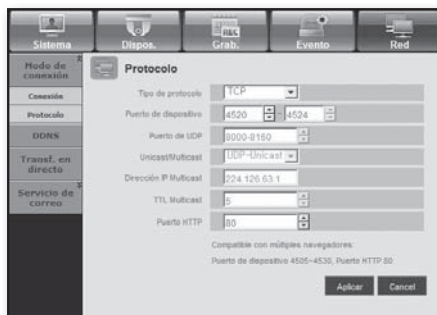 ABC
Sistema Dispos. Grab. Evento Red
Modo de
conexión
Conexión
Protocolo
DDNS
Transf. en
directo
Servicio de
correo
Protocolo
Tipo de protocolo TCP
Puerto de dispositivo 4520 - 4524
Puerto de UDP 8000-8160
Unicast/Multicast UDP-Unicast
Dirección IP Multicast 224.126.63.1
TTL Multicast 5
Puerto HTTP 80
Compatible con múltiples navegadores:
Puerto de dispositivo 4505~4530, Puerto HTTP 80
Aplicar Cancel